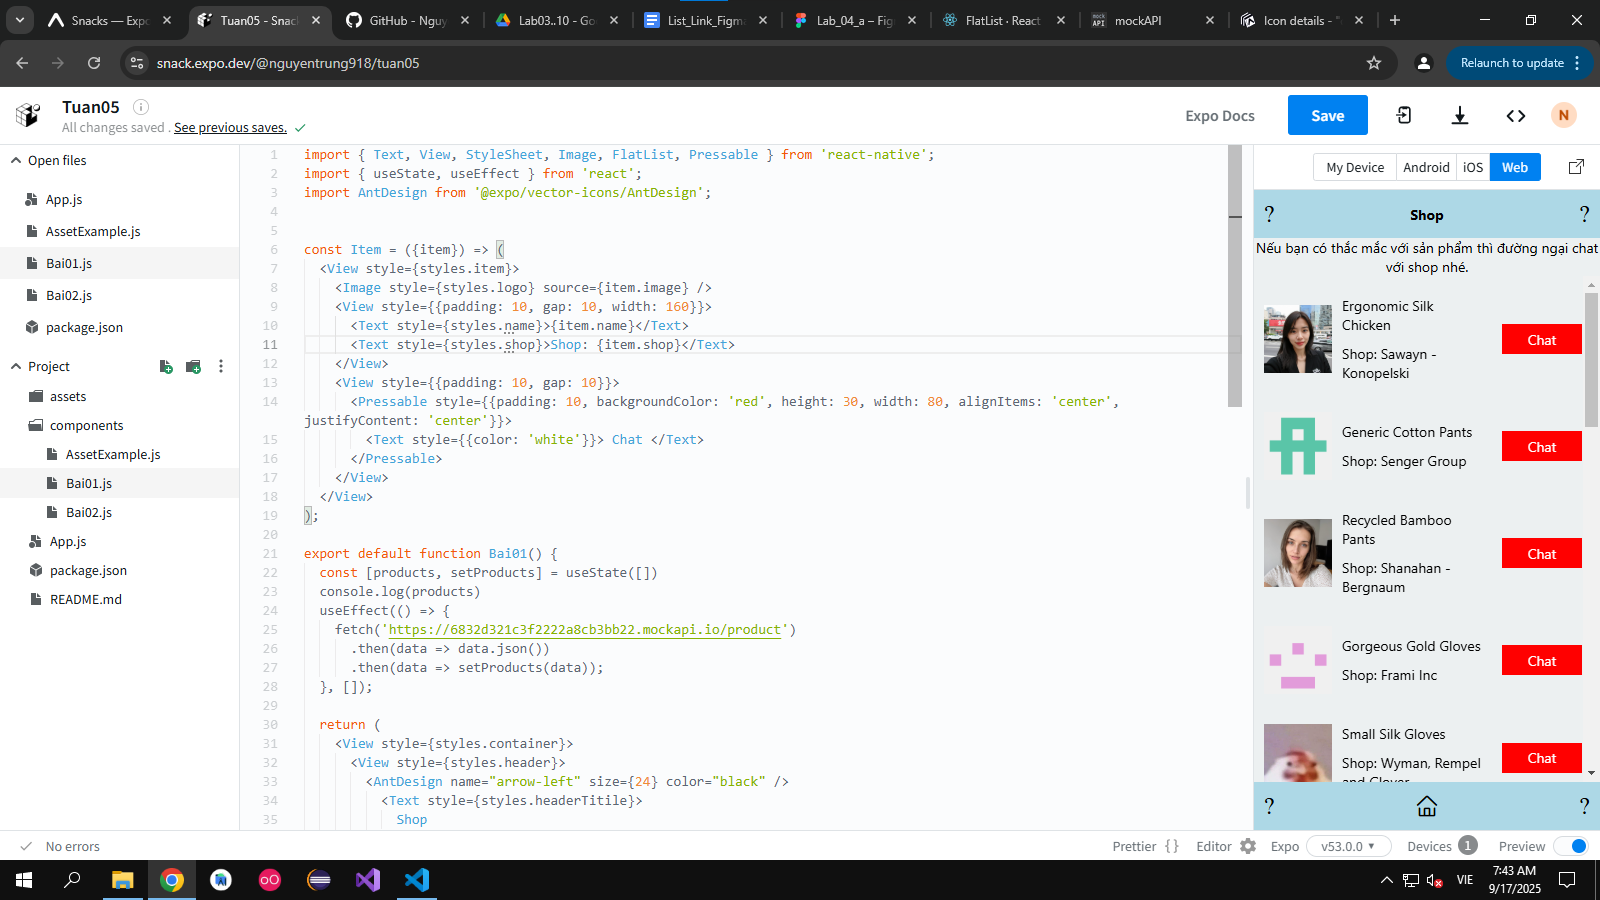 Snacks — Expo
Tuan05 - Snac
GitHub - Nguy
Lab03..10 - Go
List_Link_Figm
Lab_04_a – Fig
FlatList · React
mockAPI
Icon details - "
snack.expo.dev/@nguyentrung918/tuan05
Relaunch to update
Tuan05
All changes saved . See previous saves.
Expo Docs
Save
N
Open files
App.js
AssetExample.js
Bai01.js
Bai02.js
package.json
Project
assets
components
AssetExample.js
Bai01.js
Bai02.js
App.js
package.json
README.md
1 import { Text, View, StyleSheet, Image, FlatList, Pressable } from 'react-native';
2 import { useState, useEffect } from 'react';
3 import AntDesign from '@expo/vector-icons/AntDesign';
4
5
6 const Item = ({item}) => (
7 <View style={styles.item}>
8 <Image style={styles.logo} source={item.image} />
9 <View style={{padding: 10, gap: 10, width: 160}}>
10 <Text style={styles.name}>{item.name}</Text>
11 <Text style={styles.shop}>Shop: {item.shop}</Text>
12 </View>
13 <View style={{padding: 10, gap: 10}}>
14 <Pressable style={{padding: 10, backgroundColor: 'red', height: 30, width: 80, alignItems: 'center',
justifyContent: 'center'}}>
15 <Text style={{color: 'white'}}> Chat </Text>
16 </Pressable>
17 </View>
18 </View>
19 );
20
21 export default function Bai01() {
22 const [products, setProducts] = useState([])
23 console.log(products)
24 useEffect(() => {
25 fetch('https://6832d321c3f2222a8cb3bb22.mockapi.io/product')
26 .then(data => data.json())
27 .then(data => setProducts(data));
28 }, []);
29
30 return (
31 <View style={styles.container}>
32 <View style={styles.header}>
33 <AntDesign name="arrow-left" size={24} color="black" />
34 <Text style={styles.headerTitile}>
35 Shop
My Device
Android
iOS
Web
? Shop ?
Nếu bạn có thắc mắc với sản phẩm thì đường ngại chat
với shop nhé.
Ergonomic Silk
Chicken
Shop: Sawayn -
Konopelski
Chat
Generic Cotton Pants
Shop: Senger Group
Chat
Recycled Bamboo
Pants
Shop: Shanahan -
Bergnaum
Chat
Gorgeous Gold Gloves
Shop: Frami Inc
Chat
Small Silk Gloves
Shop: Wyman, Rempel
and Glover
Chat
? ?
No errors
Prettier { }
Editor
Expo
v53.0.0
Devices 1
Preview
VIE
7:43 AM
9/17/2025